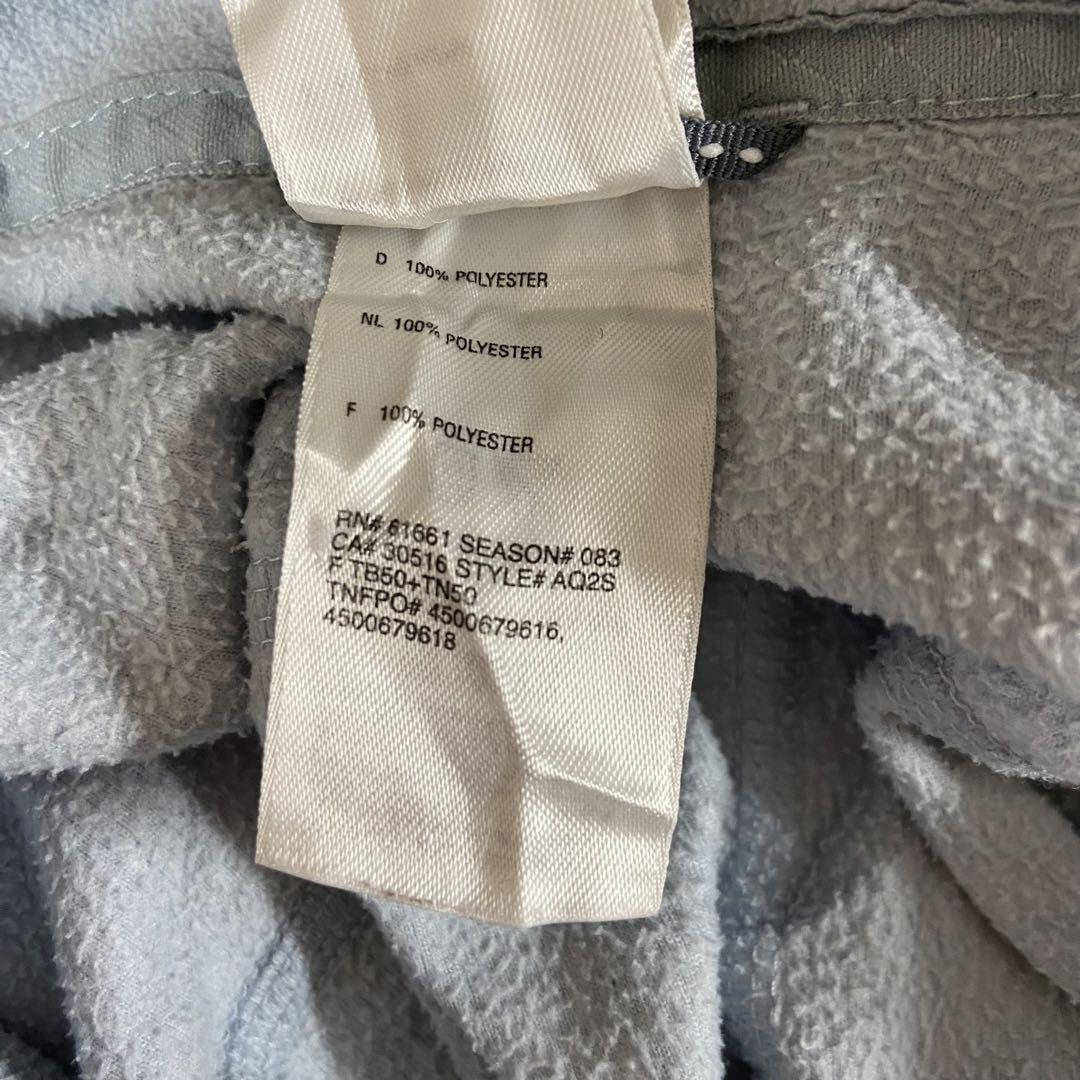 D 100% POLYESTER
NL 100% POLYESTER
F 100% POLYESTER
RN# 61661 SEASON# 083
CA# 30516 STYLE# AQ2S
F TB50+TN50
TNFPO# 4500679616,
4500679618